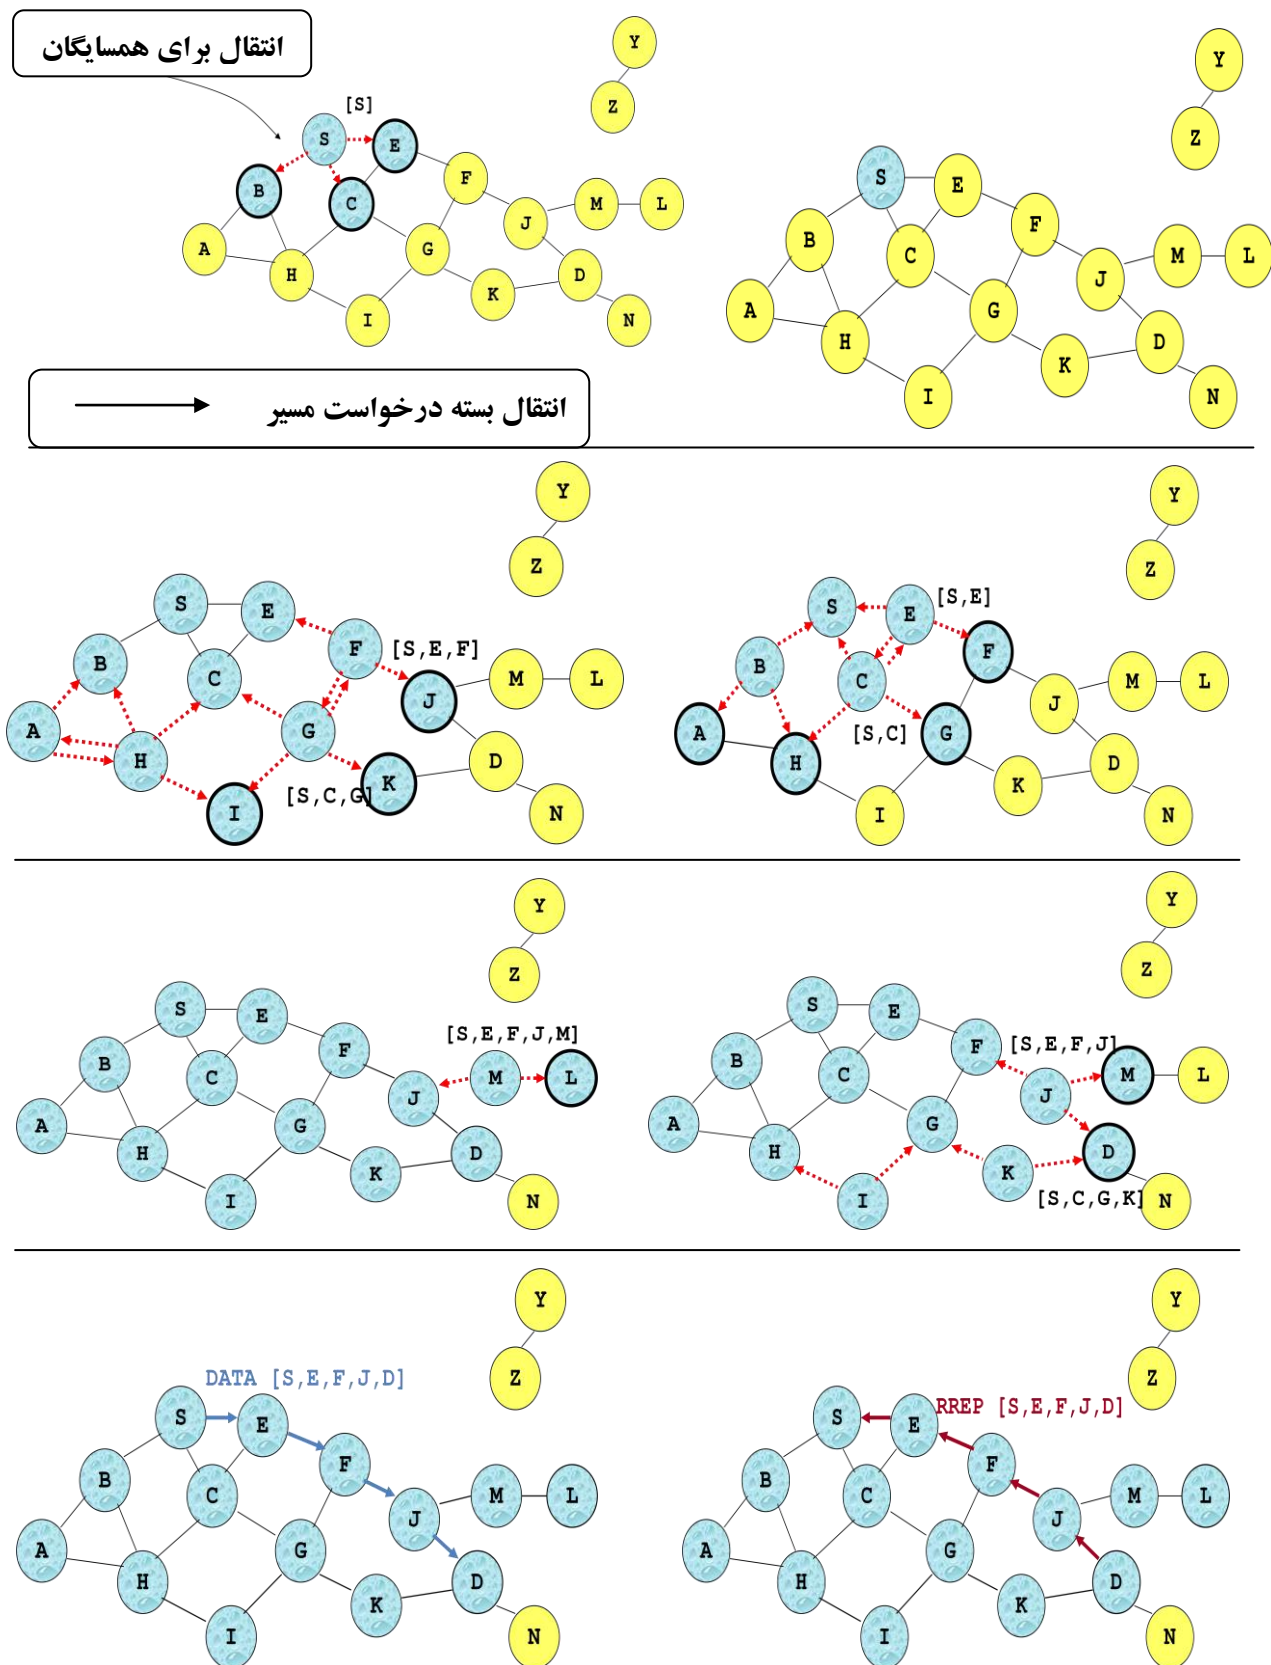 انتقال برای همسایگان
Y
Z
[S]
S
E
B
C
F
A
H
G
J
M
L
I
K
D
N
Y
Z
S
E
B
C
F
A
H
G
J
M
L
I
K
D
N
انتقال بسته درخواست مسیر
Y
Z
S
E
B
C
F
[S,E,F]
A
H
G
J
M
L
I
[S,C,G]
K
D
N
Y
Z
S
E
[S,E]
B
C
F
A
H
[S,C]
G
J
M
L
I
K
D
N
Y
Z
S
E
B
C
F
[S,E,F,J,M]
A
H
G
J
M
L
I
K
D
N
Y
Z
S
E
B
C
F
[S,E,F,J]
A
H
G
J
M
L
I
K
D
[S,C,G,K]
N
Y
Z
DATA [S,E,F,J,D]
S
E
B
C
F
A
H
G
J
M
L
I
K
D
N
Y
Z
RREP [S,E,F,J,D]
S
E
B
C
F
A
H
G
J
M
L
I
K
D
N